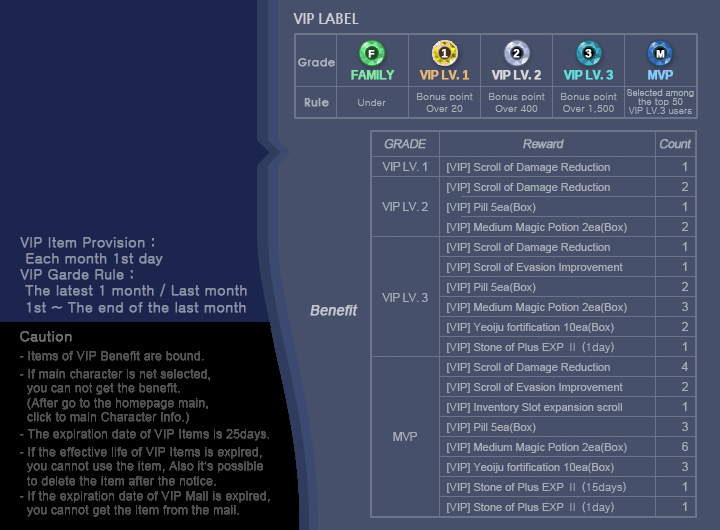 VIP LABEL
Grade F FAMILY 1 VIP LV. 1 2 VIP LV. 2 3 VIP LV. 3 M MVP
Rule Under Bonus point Over 20 Bonus point Over 400 Bonus point Over 1,500 Selected among the top 50 VIP LV.3 users
VIP Item Provision :
Each month 1st day
VIP Garde Rule :
The latest 1 month / Last month
1st ~ The end of the last month
Caution
- Items of VIP Benefit are bound.
- If main character is net selected,
you can not get the benefit.
(After go to the homepage main,
click to main Character Info.)
- The expiration date of VIP Items is 25days.
- If the effective life of VIP Items is expired,
you cannot use the item, Also it's possible
to delete the item after the notice.
- If the expiration date of VIP Mail is expired,
you cannot get the item from the mail.
Benefit
GRADE Reward Count
VIP LV. 1 [VIP] Scroll of Damage Reduction 1
VIP LV. 2 [VIP] Scroll of Damage Reduction 2
[VIP] Pill 5ea(Box) 1
[VIP] Medium Magic Potion 2ea(Box) 2
VIP LV. 3 [VIP] Scroll of Damage Reduction 1
[VIP] Scroll of Evasion Improvement 1
[VIP] Pill 5ea(Box) 2
[VIP] Medium Magic Potion 2ea(Box) 3
[VIP] Yeoiju fortification 10ea(Box) 2
[VIP] Stone of Plus EXP Ⅱ (1day) 1
MVP [VIP] Scroll of Damage Reduction 4
[VIP] Scroll of Evasion Improvement 2
[VIP] Inventory Slot expansion scroll 1
[VIP] Pill 5ea(Box) 3
[VIP] Medium Magic Potion 2ea(Box) 6
[VIP] Yeoiju fortification 10ea(Box) 3
[VIP] Stone of Plus EXP Ⅱ (15days) 1
[VIP] Stone of Plus EXP Ⅱ (1day) 1